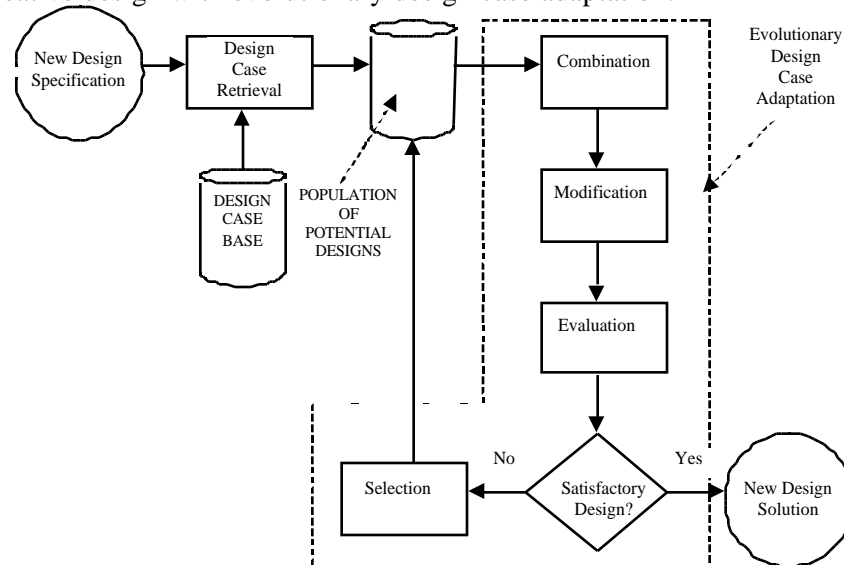 New Design
Specification
Design
Case
Retrieval
DESIGN
CASE
BASE
POPULATION
OF
POTENTIAL
DESIGNS
Combination
Modification
Evaluation
Evolutionary
Design
Case
Adaptation
Satisfactory
Design?
No
Yes
Selection
New Design
Solution